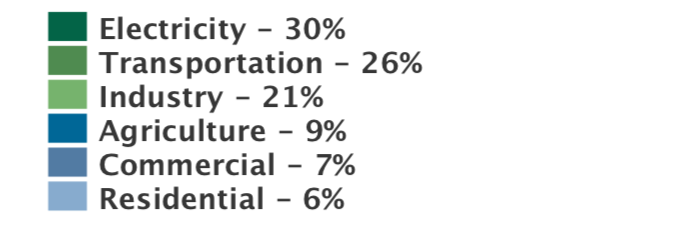 Electricity – 30%
Transportation – 26%
Industry – 21%
Agriculture – 9%
Commercial – 7%
Residential – 6%